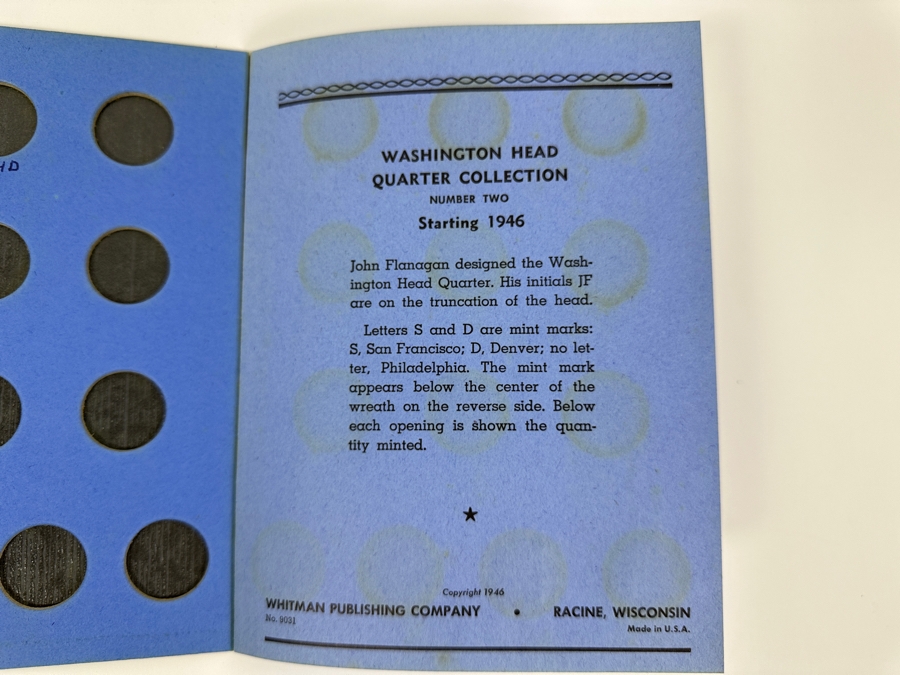 WASHINGTON HEAD
QUARTER COLLECTION
NUMBER TWO
Starting 1946
John Flanagan designed the Wash-
ington Head Quarter. His initials JF
are on the truncation of the head.
Letters S and D are mint marks:
S, San Francisco; D, Denver; no let-
ter, Philadelphia. The mint mark
appears below the center of the
wreath on the reverse side. Below
each opening is shown the quan-
tity minted.
Copyright 1946
WHITMAN PUBLISHING COMPANY • RACINE, WISCONSIN
No. 9031
Made in U.S.A.